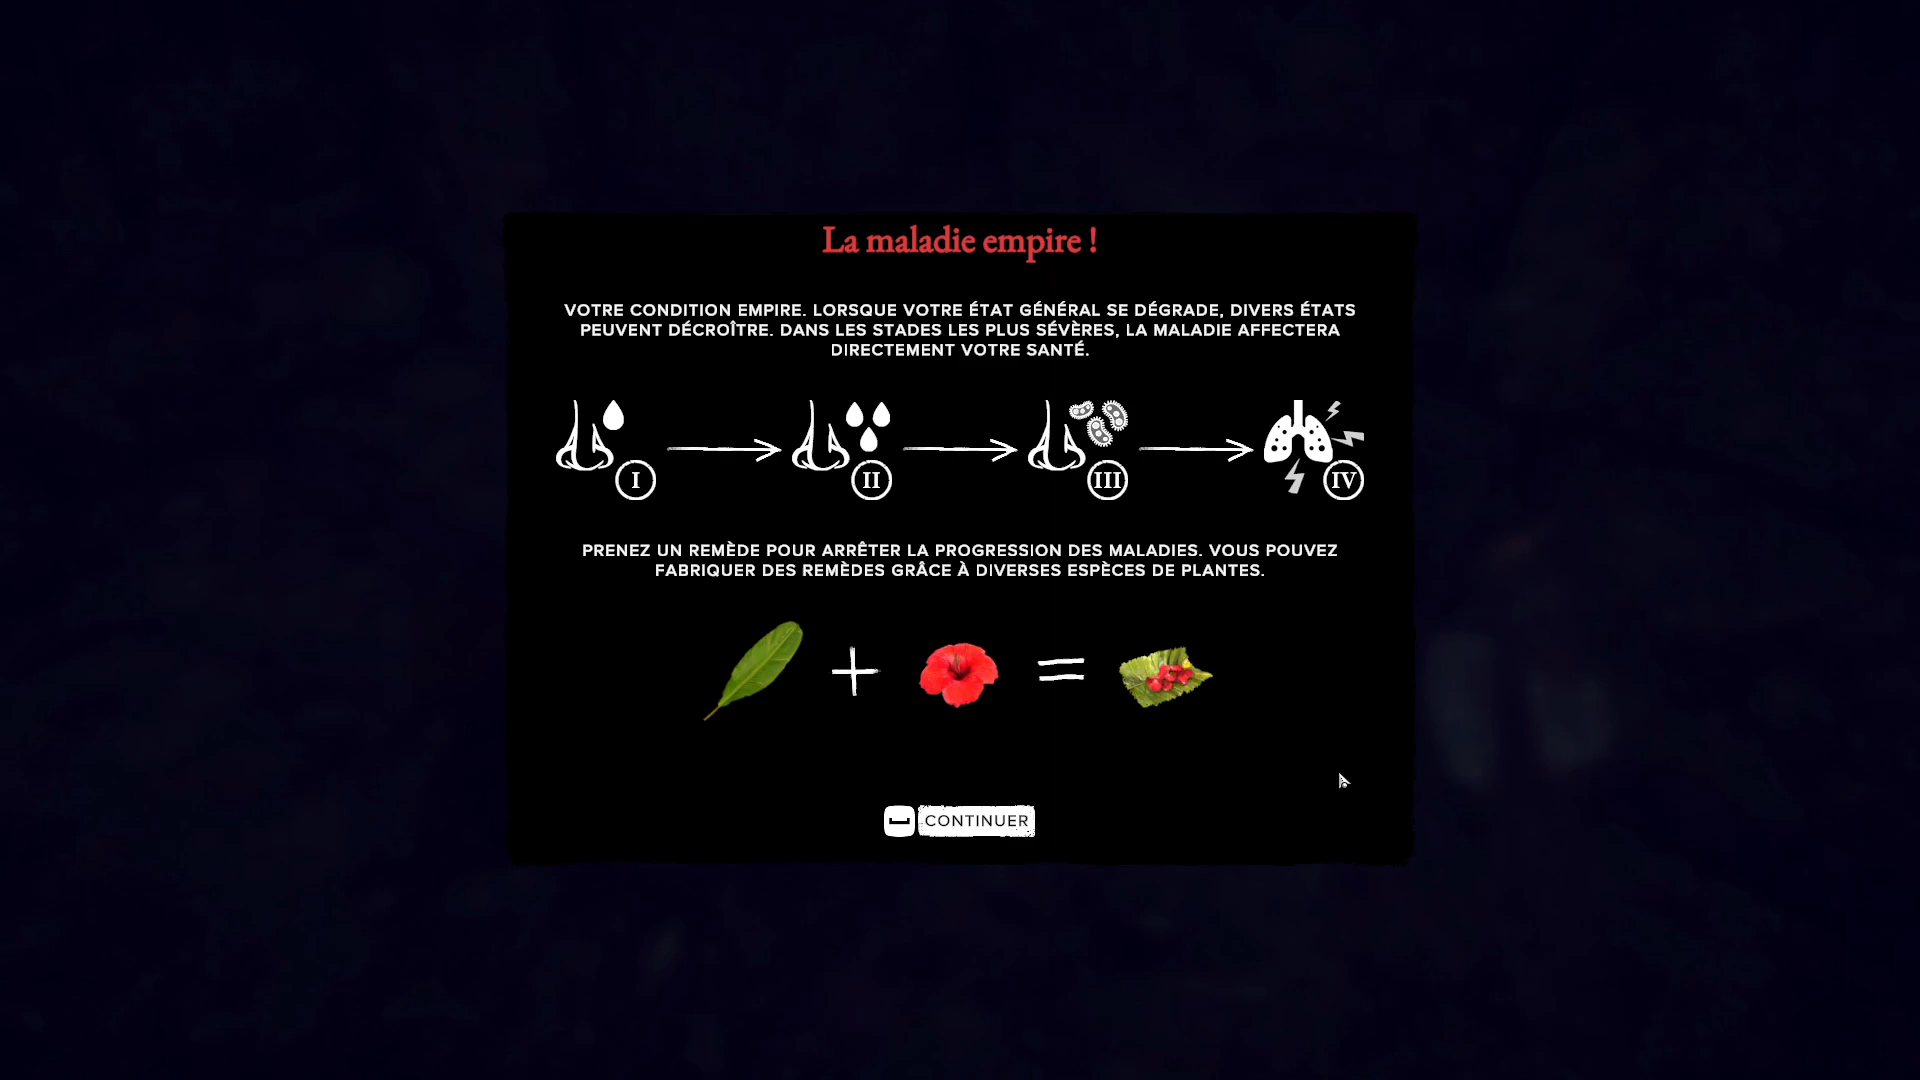 La maladie empire !
VOTRE CONDITION EMPIRE. LORSQUE VOTRE ÉTAT GÉNÉRAL SE DÉGRADE, DIVERS ÉTATS
PEUVENT DÉCROÎTRE. DANS LES STADES LES PLUS SÉVÈRES, LA MALADIE AFFECTERA
DIRECTEMENT VOTRE SANTÉ.
I II III IV
PRENEZ UN REMÈDE POUR ARRÊTER LA PROGRESSION DES MALADIES. VOUS POUVEZ
FABRIQUER DES REMÈDES GRÂCE À DIVERSES ESPÈCES DE PLANTES.
+ =
CONTINUER